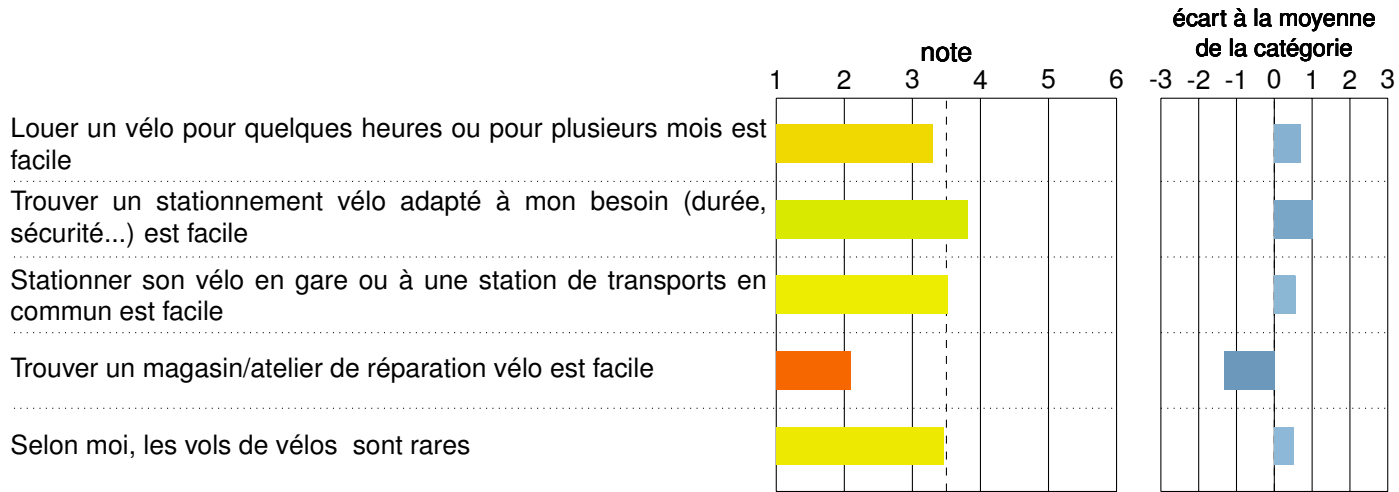 écart à la moyenne
de la catégorie
note
1 2 3 4 5 6
-3 -2 -1 0 1 2 3
Louer un vélo pour quelques heures ou pour plusieurs mois est
facile
Trouver un stationnement vélo adapté à mon besoin (durée,
sécurité...) est facile
Stationner son vélo en gare ou à une station de transports en
commun est facile
Trouver un magasin/atelier de réparation vélo est facile
Selon moi, les vols de vélos sont rares